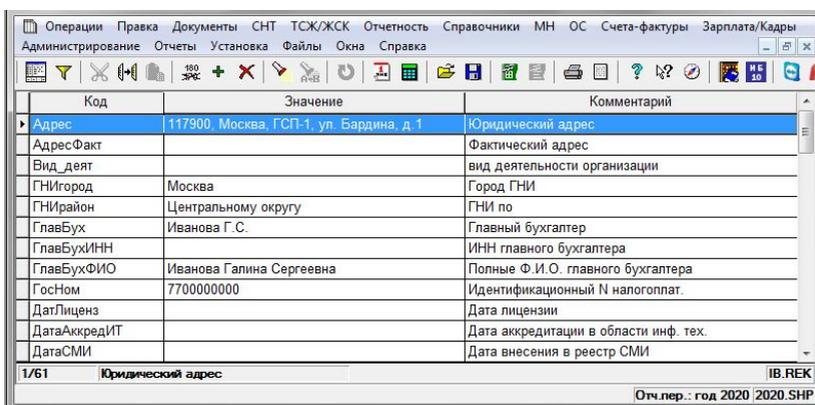 Операции Правка Документы СНТ ТСЖ/ЖСК Отчетность Справочники МН ОС Счета-фактуры Зарплата/Кадры
Администрирование Отчеты Установка Файлы Окна Справка
Код Значение Комментарий
Адрес 117900, Москва, ГСП-1, ул. Бардина, д.1 Юридический адрес
АдресФакт Фактический адрес
Вид_деят вид деятельности организации
ГНИгород Москва Город ГНИ
ГНИрайон Центральному округу ГНИ по
ГлавБух Иванова Г.С. Главный бухгалтер
ГлавБухИНН ИНН главного бухгалтера
ГлавБухФИО Иванова Галина Сергеевна Полные Ф.И.О. главного бухгалтера
ГосНом 7700000000 Идентификационный N налогоплат.
ДатЛиценз Дата лицензии
ДатаАккредИТ Дата аккредитации в области инф. тех.
ДатаСМИ Дата внесения в реестр СМИ
1/61 Юридический адрес IB.REK
Отч.пер.: год 2020 2020.SHP